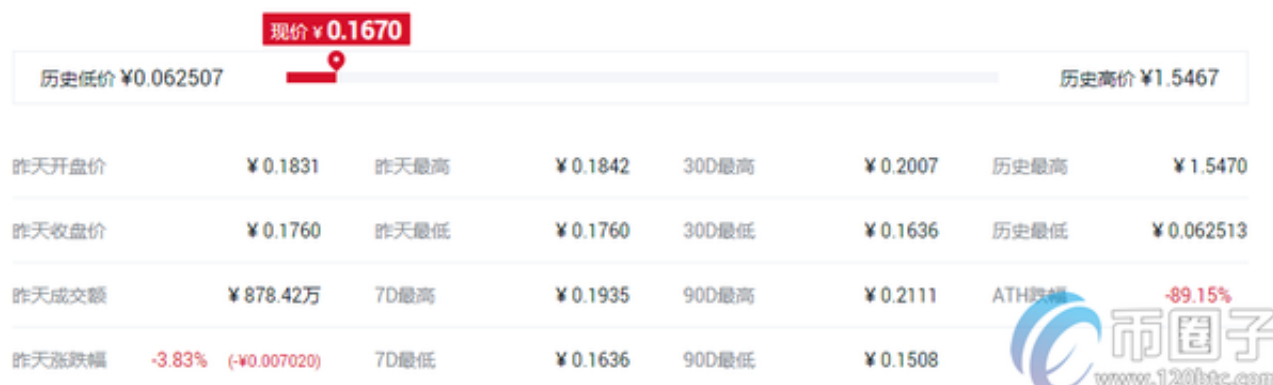 现价 ¥ 0.1670
历史低价 ¥0.062507 历史高价 ¥1.5467
昨天开盘价 ¥ 0.1831 昨天最高 ¥ 0.1842 30D最高 ¥ 0.2007 历史最高 ¥ 1.5470
昨天收盘价 ¥ 0.1760 昨天最低 ¥ 0.1760 30D最低 ¥ 0.1636 历史最低 ¥ 0.062513
昨天成交额 ¥ 878.42万 7D最高 ¥ 0.1935 90D最高 ¥ 0.2111 ATH跌幅 -89.15%
昨天涨跌幅 -3.83% (-¥0.007020) 7D最低 ¥ 0.1636 90D最低 ¥ 0.1508
币圈子
www.120btc.com